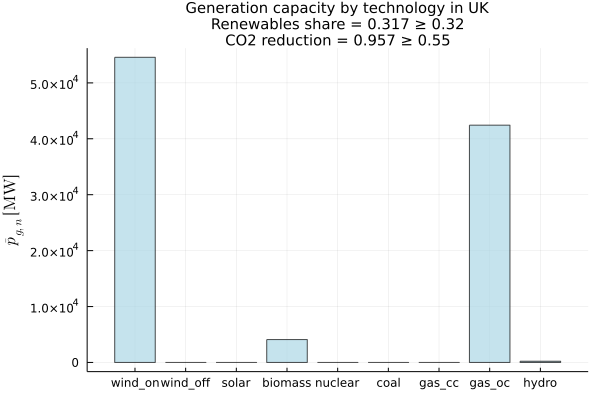 Generation capacity by technology in UK
Renewables share = 0.317 ≥ 0.32
CO2 reduction = 0.957 ≥ 0.55
p̄_{g,n} [MW]
5.0×10⁴
4.0×10⁴
3.0×10⁴
2.0×10⁴
1.0×10⁴
0
wind_on wind_off solar biomass nuclear coal gas_cc gas_oc hydro